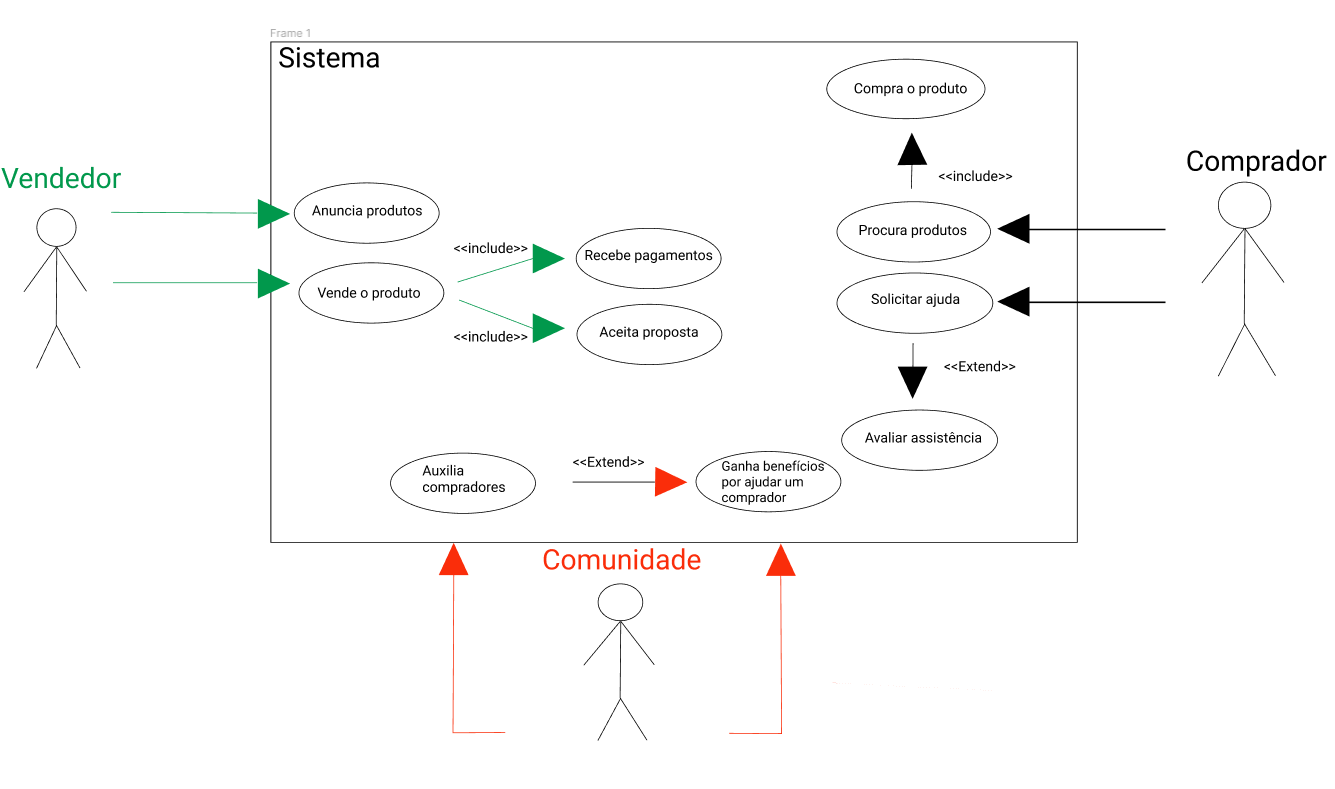 Frame 1
Sistema
Compra o produto
<<include>>
Comprador
Vendedor
Anuncia produtos
Procura produtos
<<include>>
Recebe pagamentos
Vende o produto
Solicitar ajuda
<<include>>
Aceita proposta
<<Extend>>
Avaliar assistência
Auxilia
compradores
<<Extend>>
Ganha benefícios
por ajudar um
comprador
Comunidade